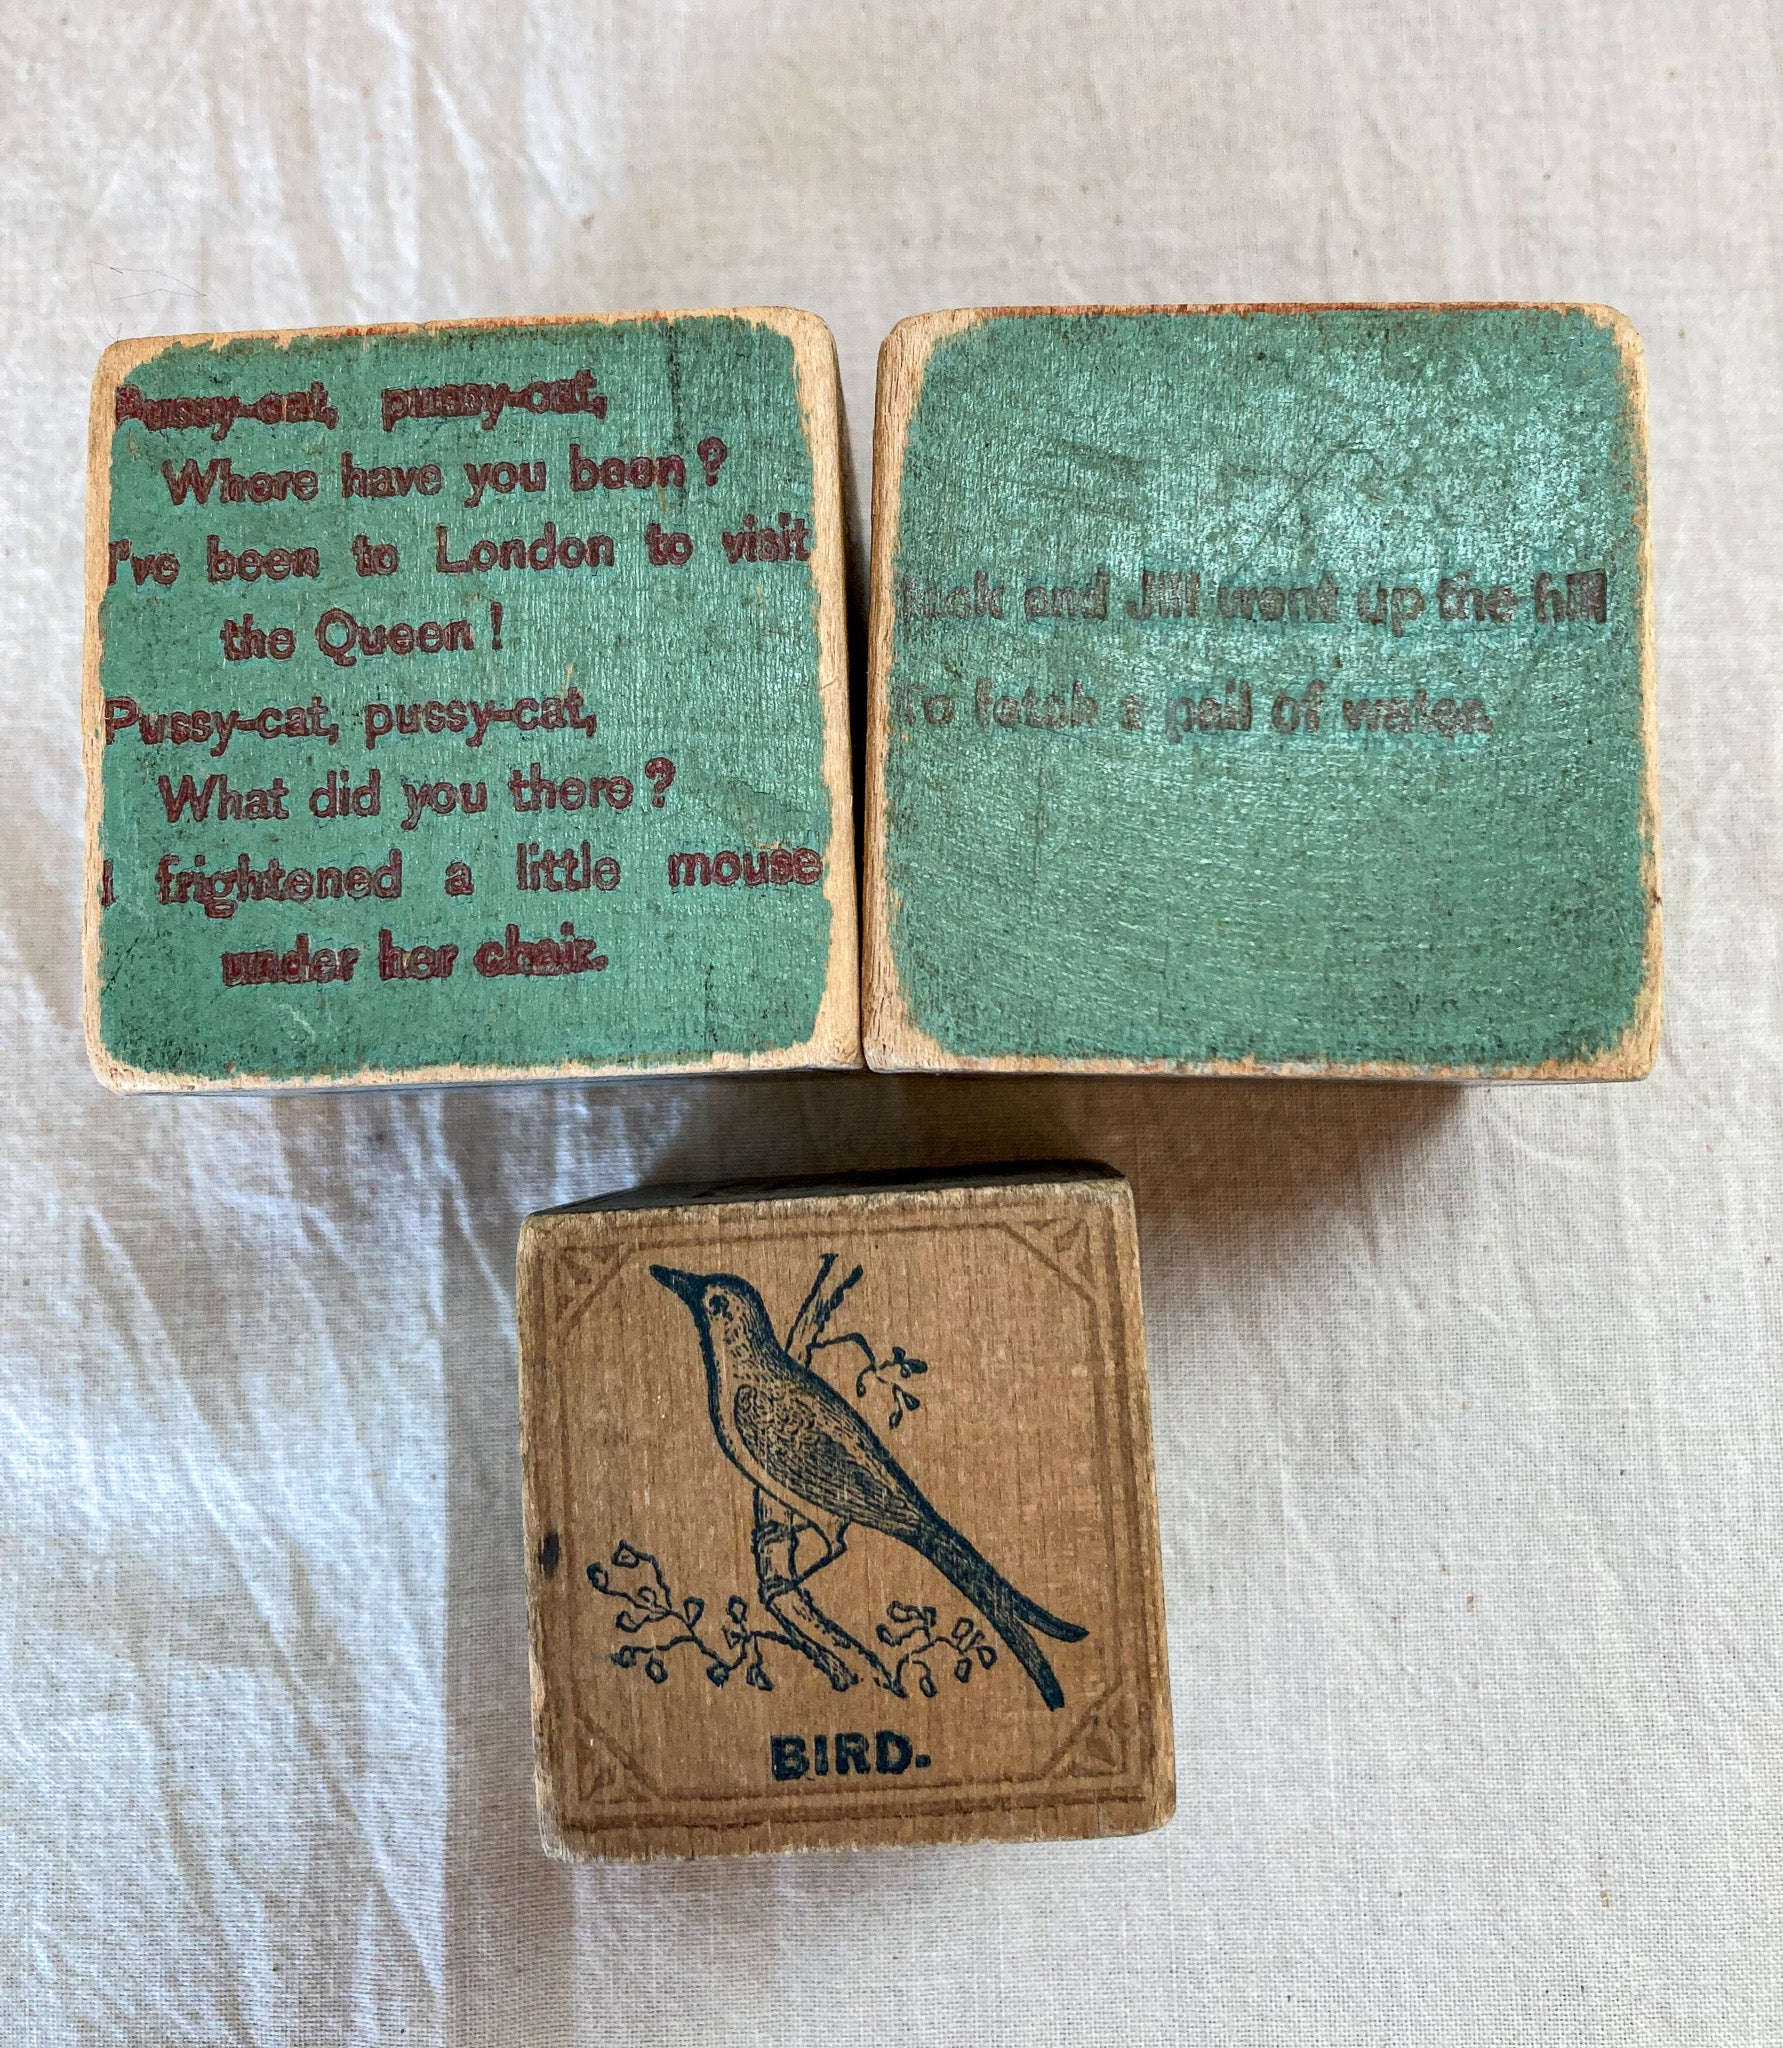 Pussy-cat, pussy-cat,
Where have you been?
I've been to London to visit
the Queen!
Pussy-cat, pussy-cat,
What did you there?
I frightened a little mouse
under her chair.
Jack and Jill went up the hill
To fetch a pail of water.
BIRD.